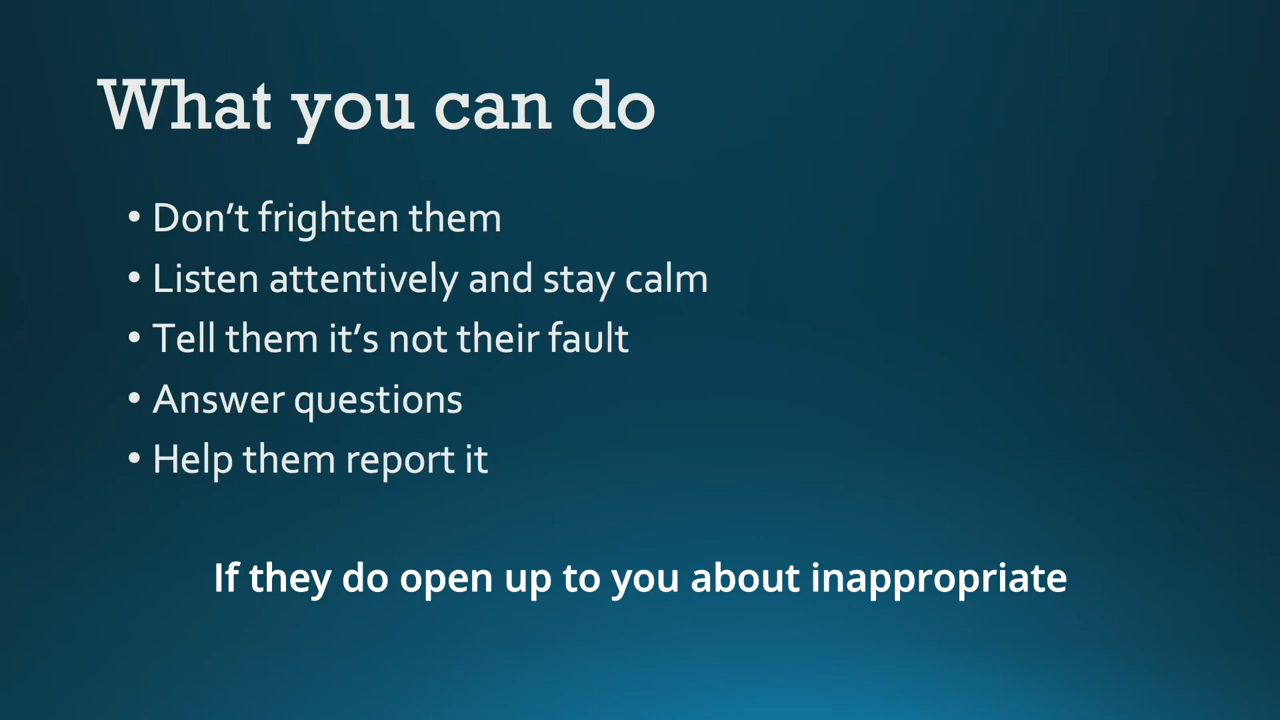 What you can do
• Don’t frighten them
• Listen attentively and stay calm
• Tell them it’s not their fault
• Answer questions
• Help them report it
If they do open up to you about inappropriate